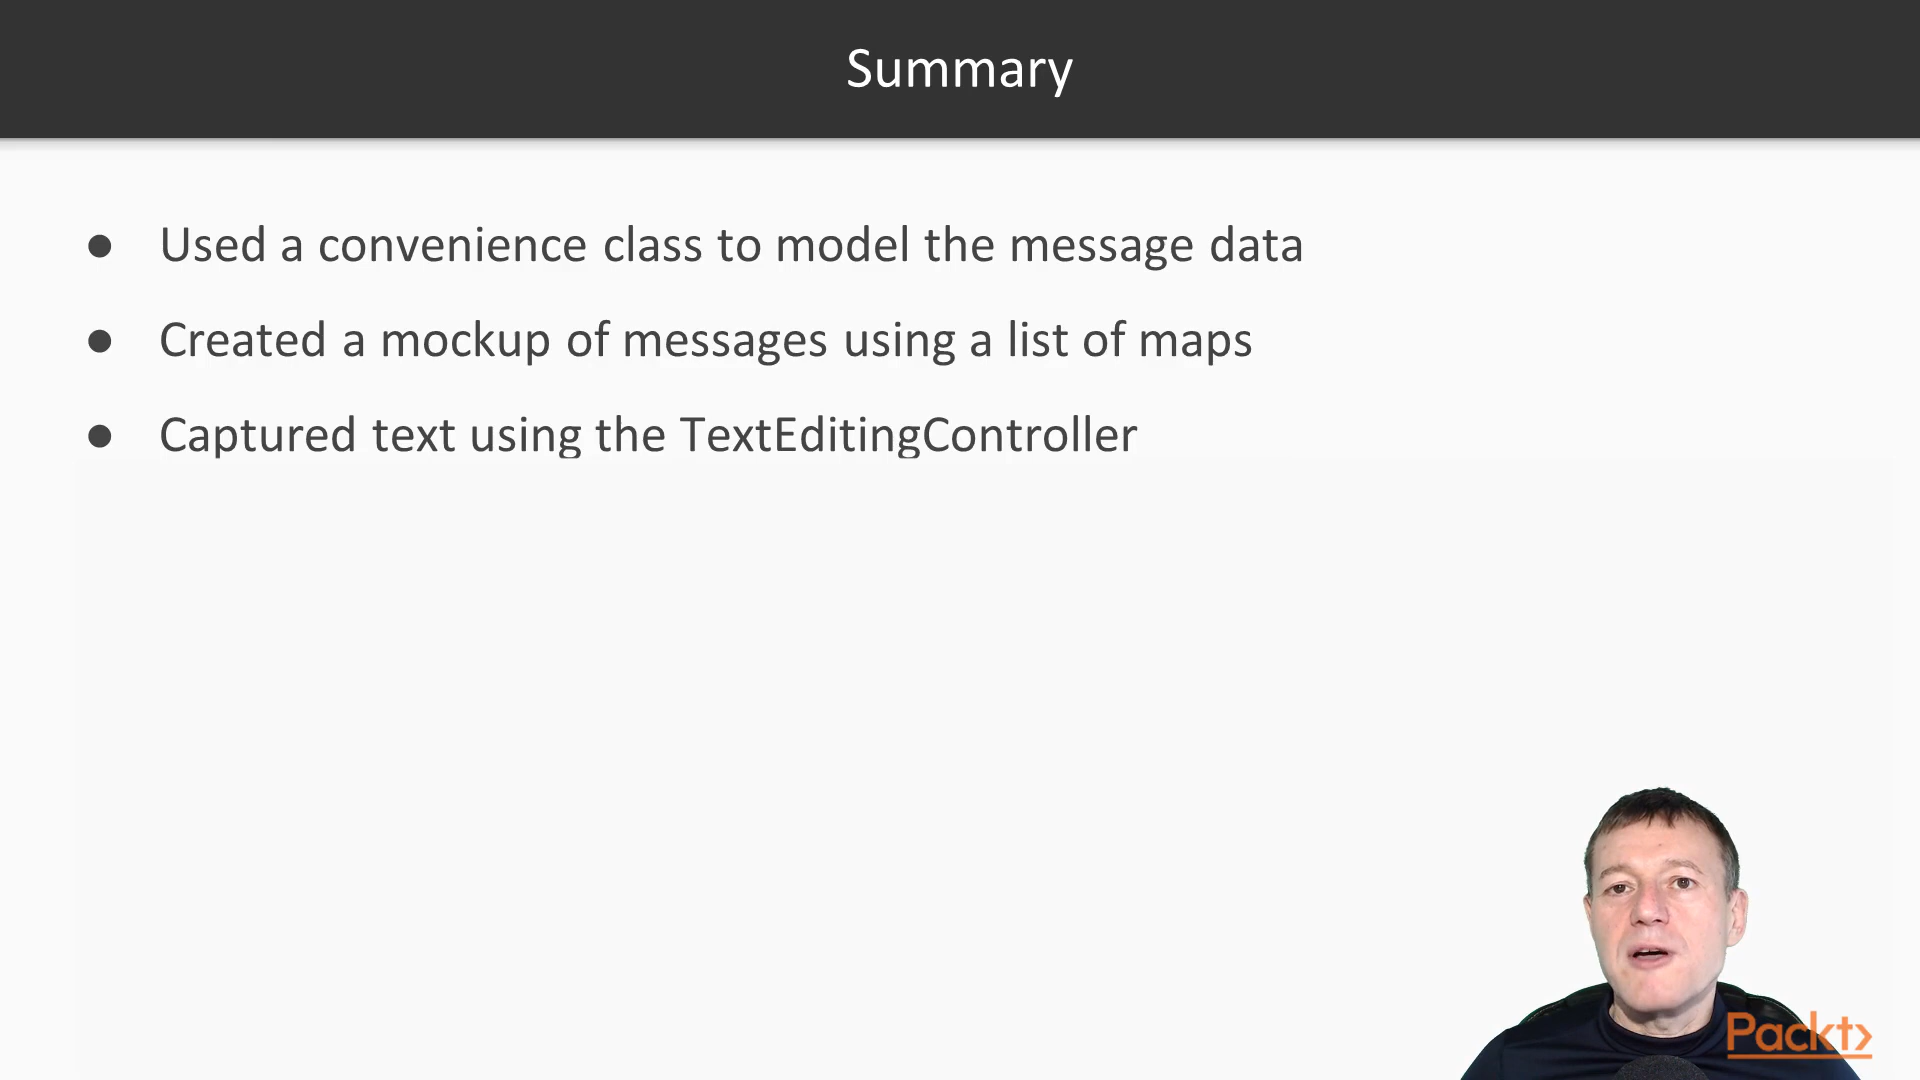 Summary
● Used a convenience class to model the message data
● Created a mockup of messages using a list of maps
● Captured text using the TextEditingController
Packt>